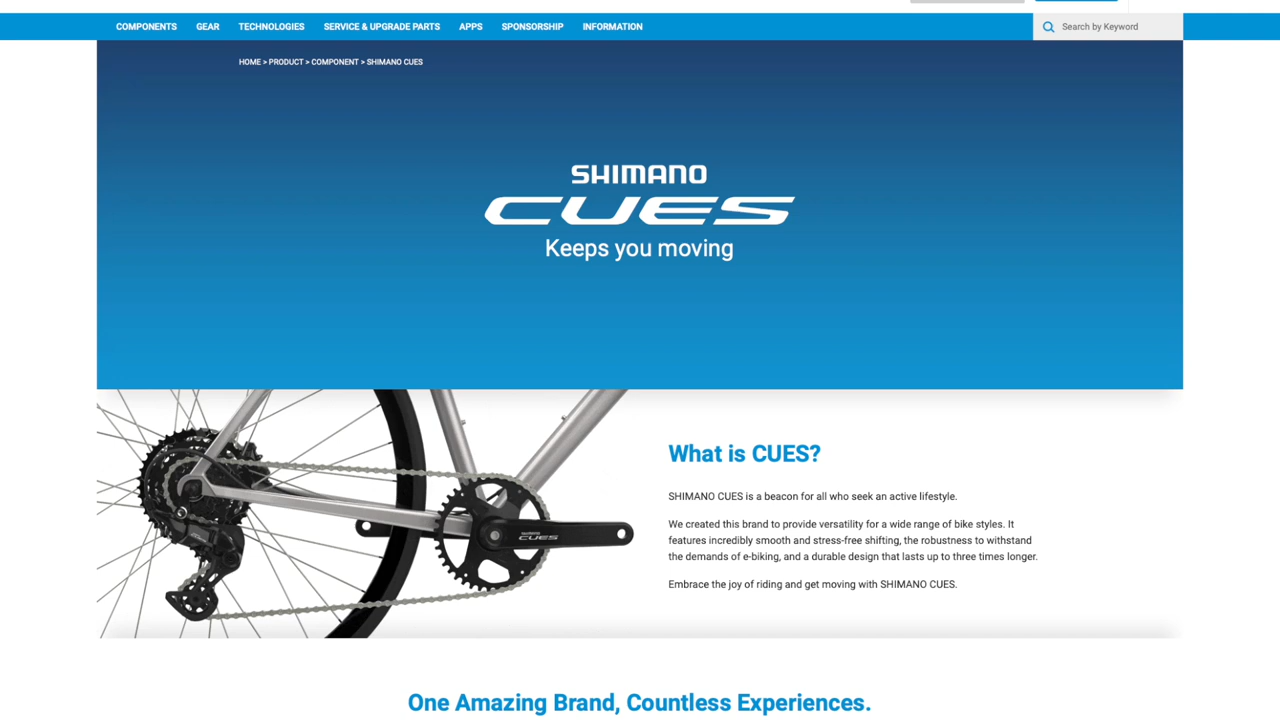 COMPONENTS GEAR TECHNOLOGIES SERVICE & UPGRADE PARTS APPS SPONSORSHIP INFORMATION Search by Keyword
HOME > PRODUCT > COMPONENT > SHIMANO CUES
SHIMANO
CUES
Keeps you moving
What is CUES?
SHIMANO CUES is a beacon for all who seek an active lifestyle.
We created this brand to provide versatility for a wide range of bike styles. It
features incredibly smooth and stress-free shifting, the robustness to withstand
the demands of e-biking, and a durable design that lasts up to three times longer.
Embrace the joy of riding and get moving with SHIMANO CUES.
SHIMANO
CUES
One Amazing Brand, Countless Experiences.